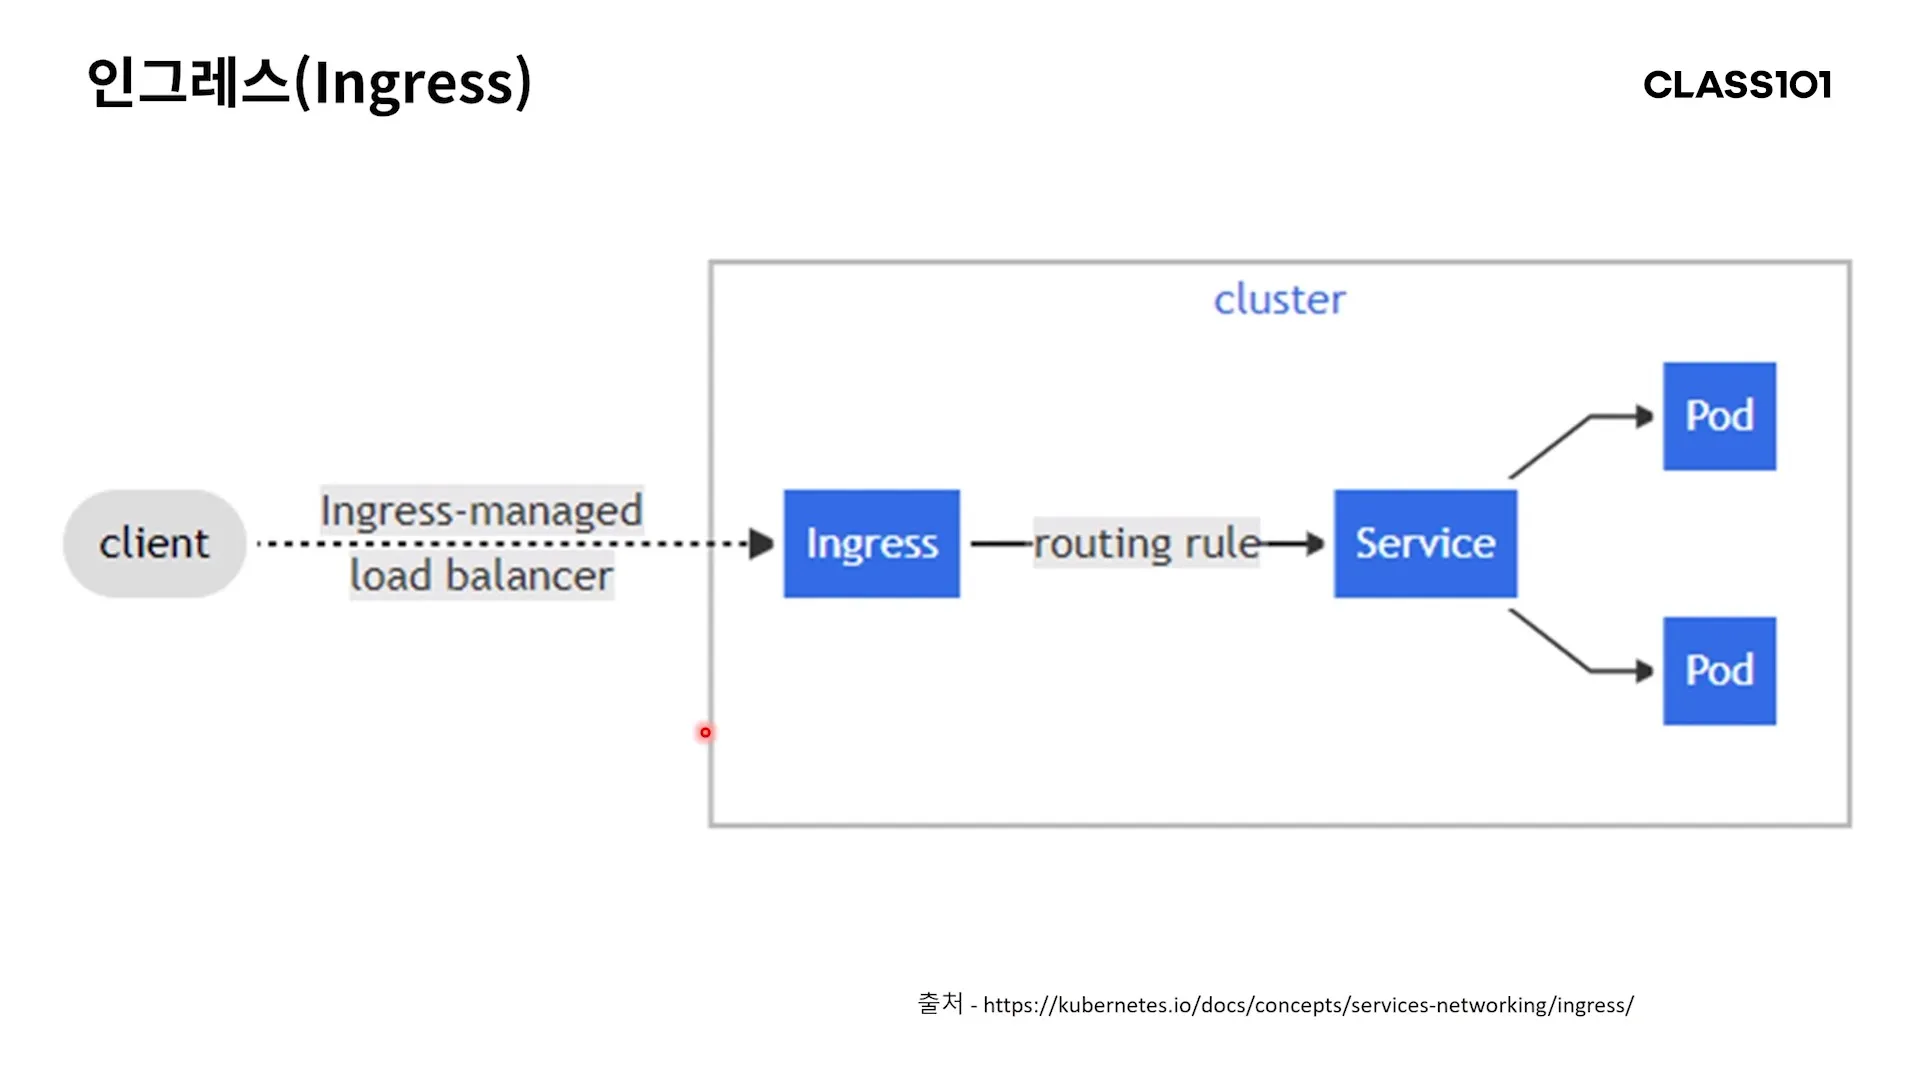 인그레스(Ingress)
CLASS101
cluster
client
Ingress-managed
load balancer
Ingress
routing rule
Service
Pod
Pod
출처 - https://kubernetes.io/docs/concepts/services-networking/ingress/